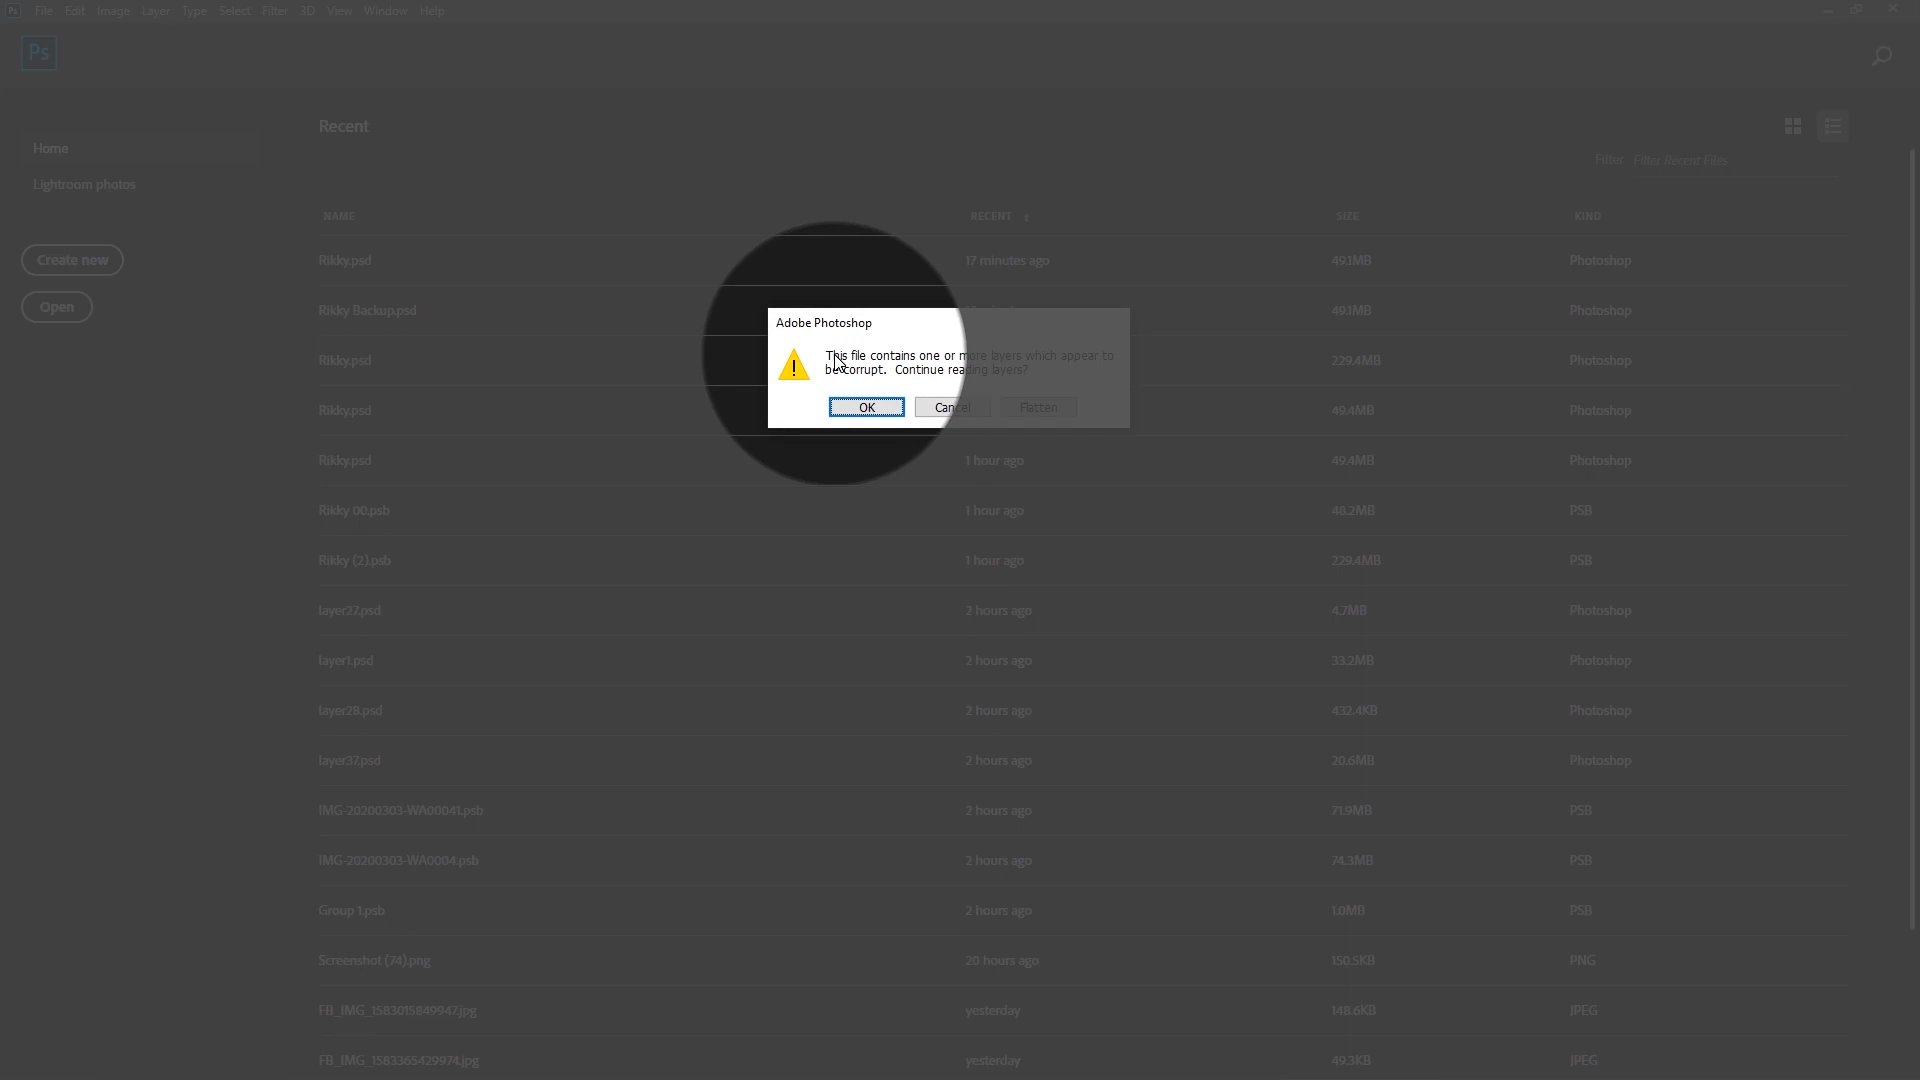 Ps File Edit Image Layer Type Select Filter 3D View Window Help
Ps
Recent
Home
Filter Filter Recent Files
Lightroom photos
NAME RECENT SIZE KIND
Create new
Rikky.psd 17 minutes ago 49.1MB Photoshop
Open
Rikky Backup.psd 49.1MB Photoshop
Adobe Photoshop
This file contains one or more layers which appear to
be corrupt. Continue reading layers?
OK Cancel Flatten
Rikky.psd 229.4MB Photoshop
Rikky.psd 49.4MB Photoshop
Rikky.psd 1 hour ago 49.4MB Photoshop
Rikky 00.psb 1 hour ago 48.2MB PSB
Rikky (2).psb 1 hour ago 229.4MB PSB
layer27.psd 2 hours ago 4.7MB Photoshop
layer1.psd 2 hours ago 33.2MB Photoshop
layer28.psd 2 hours ago 432.4KB Photoshop
layer37.psd 2 hours ago 20.6MB Photoshop
IMG-20200303-WA00041.psb 2 hours ago 71.9MB PSB
IMG-20200303-WA0004.psb 2 hours ago 74.3MB PSB
Group 1.psb 2 hours ago 1.0MB PSB
Screenshot (74).png 20 hours ago 150.5KB PNG
FB_IMG_1583015849947.jpg yesterday 148.6KB JPEG
FB_IMG_1583365429974.jpg yesterday 49.3KB JPEG